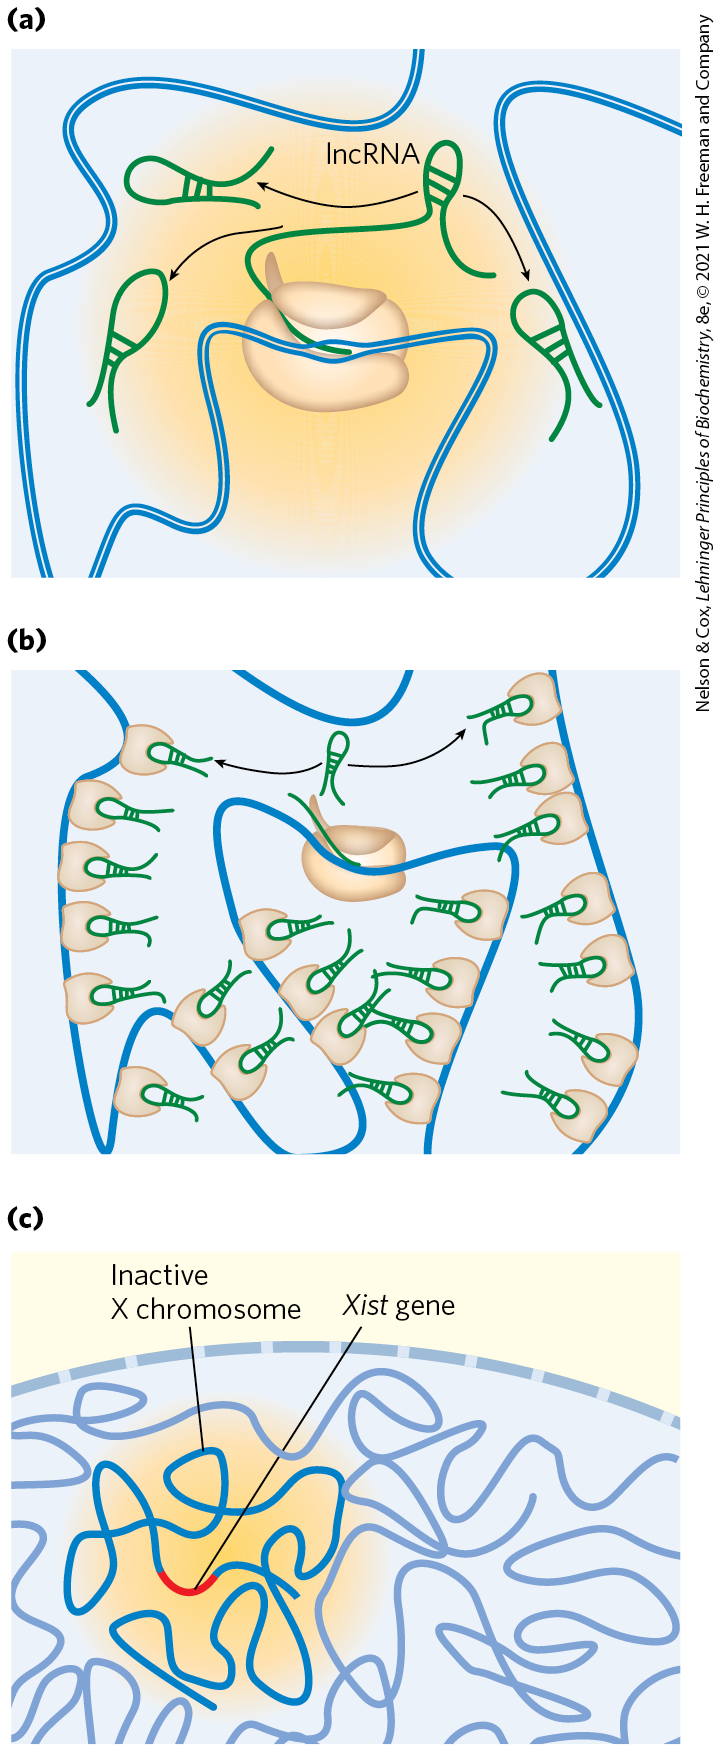 (a)
lncRNA
(b)
(c)
Inactive
X chromosome
Xist gene
Nelson & Cox, Lehninger Principles of Biochemistry, 8e, © 2021 W. H. Freeman and Company